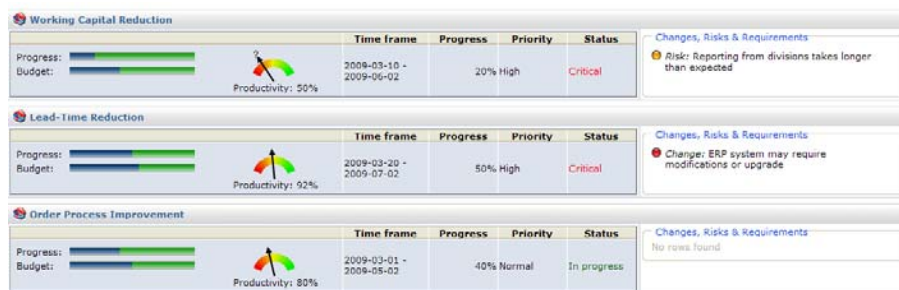 Working Capital Reduction
Time frame Progress Priority Status
Changes, Risks & Requirements
Progress:
Budget:
?
Productivity: 50%
2009-03-10 -
2009-06-02
20% High Critical
Risk: Reporting from divisions takes longer
than expected
Lead-Time Reduction
Time frame Progress Priority Status
Changes, Risks & Requirements
Progress:
Budget:
Productivity: 92%
2009-03-20 -
2009-07-02
50% High Critical
Change: ERP system may require
modifications or upgrade
Order Process Improvement
Time frame Progress Priority Status
Changes, Risks & Requirements
No rows found
Progress:
Budget:
Productivity: 80%
2009-03-01 -
2009-05-02
40% Normal In progress